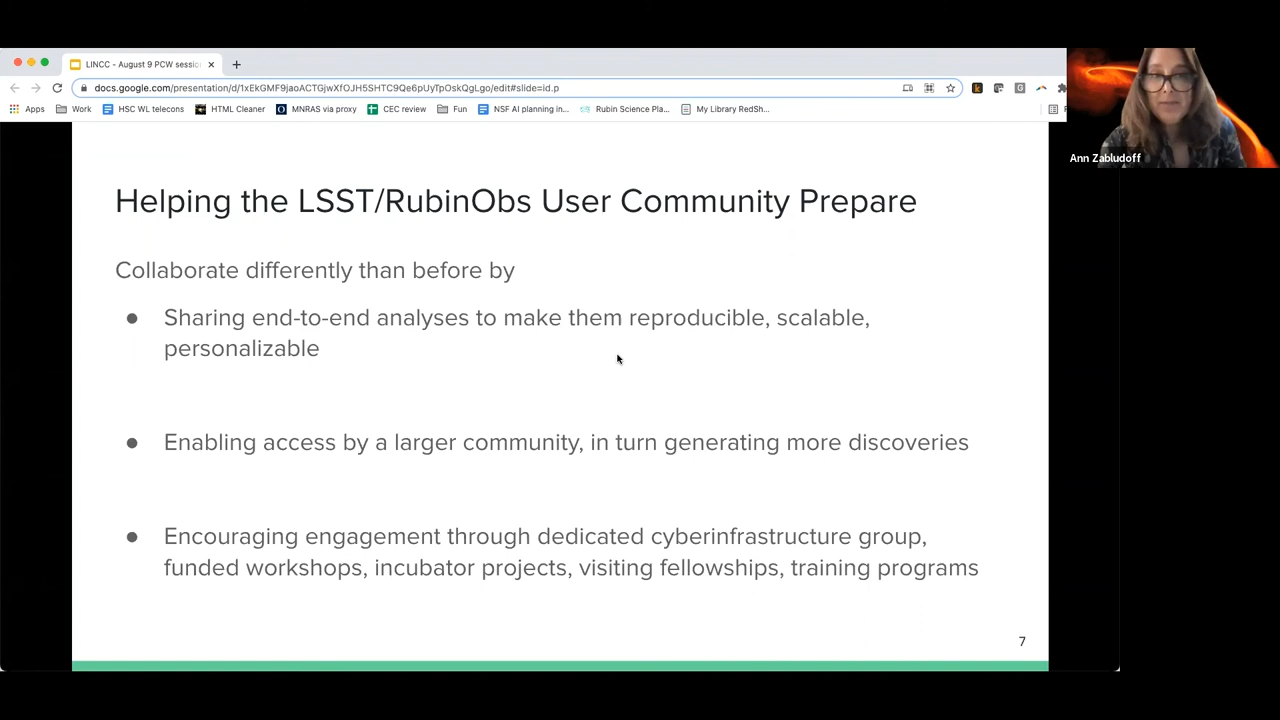 LINCC - August 9 PCW sessio
docs.google.com/presentation/d/1xEkGMF9jaoACTGjwXfOJH5SHTC9Qe6pUyTpOskQgLgo/edit#slide=id.p
Apps Work HSC WL telecons HTML Cleaner MNRAS via proxy CEC review Fun NSF AI planning in... Rubin Science Pla... My Library RedSh...
Ann Zabludoff
Helping the LSST/RubinObs User Community Prepare
Collaborate differently than before by
● Sharing end-to-end analyses to make them reproducible, scalable,
personalizable
● Enabling access by a larger community, in turn generating more discoveries
● Encouraging engagement through dedicated cyberinfrastructure group,
funded workshops, incubator projects, visiting fellowships, training programs
7